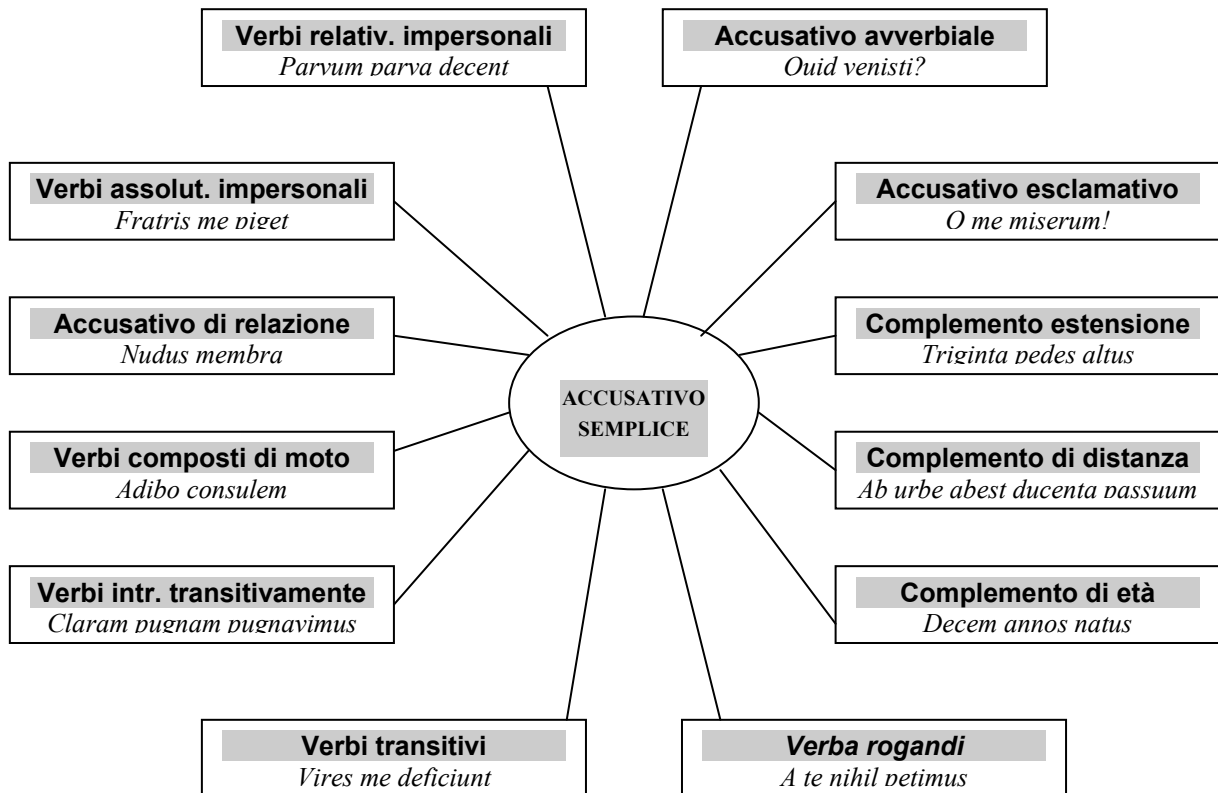 Verbi relativ. impersonali
Parvum parva decent
Accusativo avverbiale
Quid venisti?
Verbi assolut. impersonali
Fratris me piget
Accusativo esclamativo
O me miserum!
Accusativo di relazione
Nudus membra
Complemento estensione
Triginta pedes altus
ACCUSATIVO
SEMPLICE
Verbi composti di moto
Adibo consulem
Complemento di distanza
Ab urbe abest ducenta passuum
Verbi intr. transitivamente
Claram pugnam pugnavimus
Complemento di età
Decem annos natus
Verbi transitivi
Vires me deficiunt
Verba rogandi
A te nihil petimus